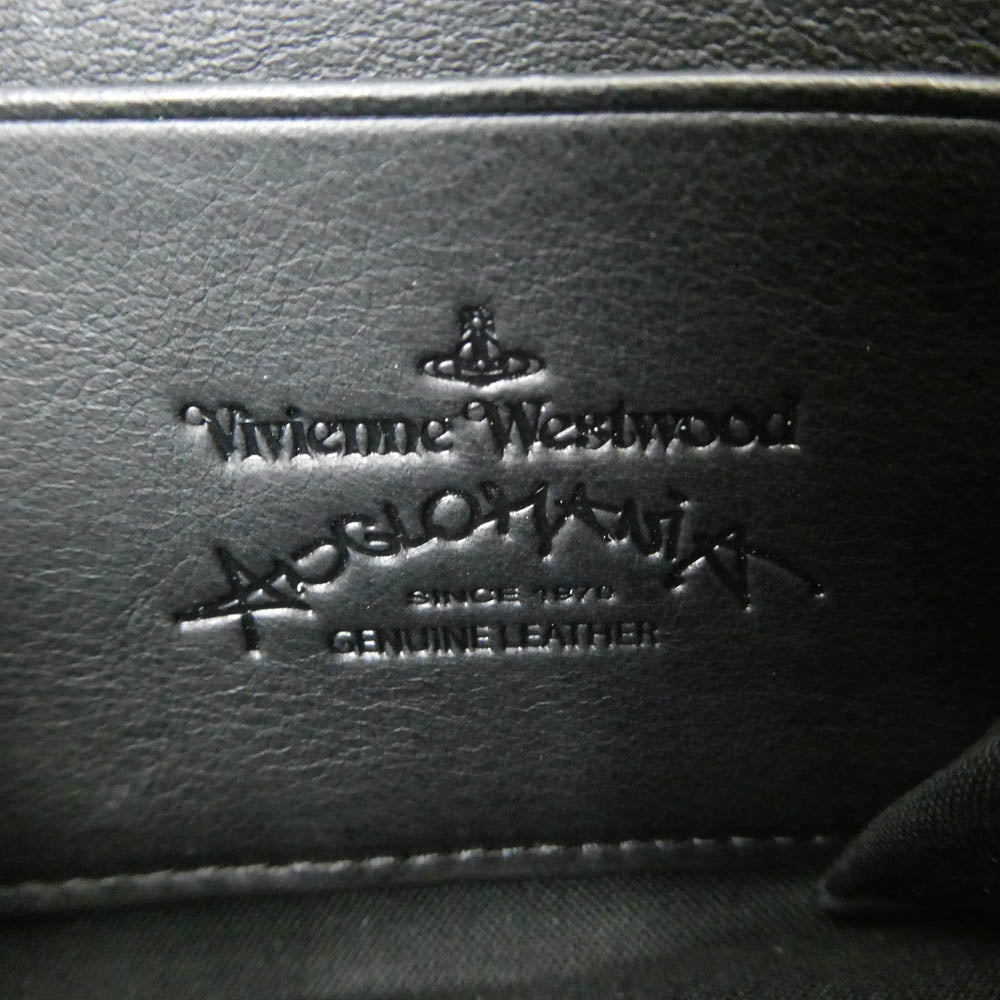 Vivienne Westwood
ANGLOMANIA
SINCE 1970
GENUINE LEATHER